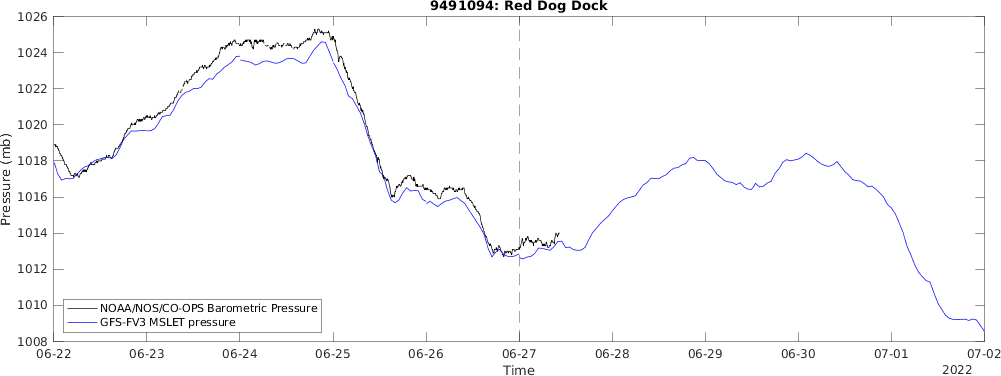 9491094: Red Dog Dock
Pressure (mb)
1026
1024
1022
1020
1018
1016
1014
1012
1010
1008
NOAA/NOS/CO-OPS Barometric Pressure
GFS-FV3 MSLET pressure
06-22 06-23 06-24 06-25 06-26 06-27 06-28 06-29 06-30 07-01 07-02
Time
2022